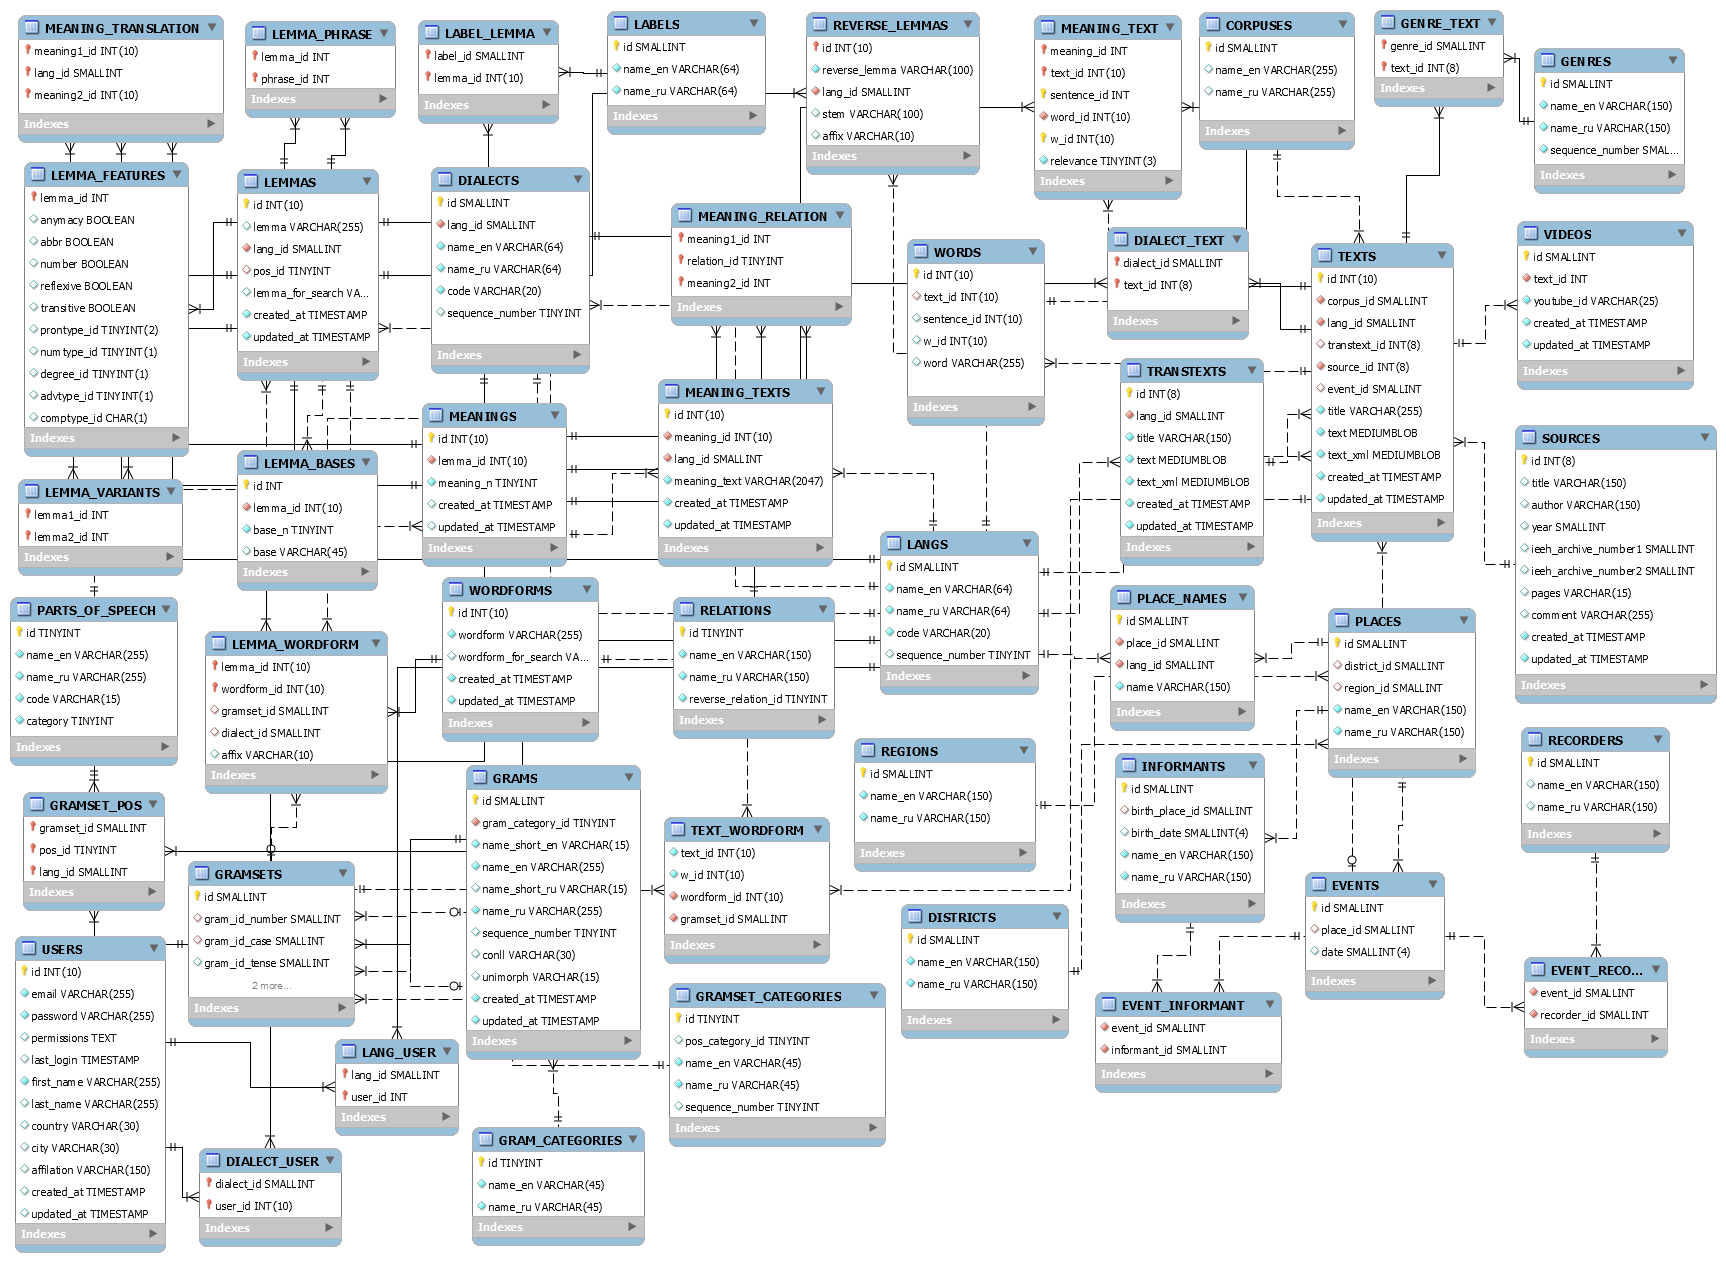 MEANING_TRANSLATION
meaning1_id INT(10)
lang_id SMALLINT
meaning2_id INT(10)
Indexes
LEMMA_PHRASE
lemma_id INT(10)
phrase_id INT
Indexes
LABEL_LEMMA
label_id SMALLINT
lemma_id INT(10)
Indexes
LABELS
id SMALLINT
name_en VARCHAR(64)
name_ru VARCHAR(64)
Indexes
REVERSE_LEMMAS
id INT(10)
reverse_lemma VARCHAR(100)
lang_id SMALLINT
stem VARCHAR(100)
affix VARCHAR(10)
Indexes
MEANING_TEXT
meaning_id INT
text_id INT(10)
sentence_id INT
word_id INT(10)
w_id INT(10)
relevance TINYINT(3)
Indexes
CORPUSES
id SMALLINT
name_en VARCHAR(255)
name_ru VARCHAR(255)
Indexes
GENRE_TEXT
genre_id SMALLINT
text_id INT(8)
Indexes
GENRES
id SMALLINT
name_en VARCHAR(150)
name_ru VARCHAR(150)
sequence_number SMAL...
Indexes
LEMMA_FEATURES
lemma_id INT
anymacy BOOLEAN
abbr BOOLEAN
number BOOLEAN
reflexive BOOLEAN
transitive BOOLEAN
prontype_id TINYINT(2)
numtype_id TINYINT(1)
degree_id TINYINT(1)
advtype_id TINYINT(1)
comptype_id CHAR(1)
Indexes
LEMMAS
id INT(10)
lemma VARCHAR(255)
lang_id SMALLINT
pos_id TINYINT
lemma_for_search VA...
created_at TIMESTAMP
updated_at TIMESTAMP
Indexes
DIALECTS
id SMALLINT
lang_id SMALLINT
name_en VARCHAR(64)
name_ru VARCHAR(64)
code VARCHAR(20)
sequence_number TINYINT
Indexes
MEANING_RELATION
meaning1_id INT
relation_id TINYINT
meaning2_id INT
Indexes
WORDS
id INT(10)
text_id INT(10)
sentence_id INT(10)
w_id INT(10)
word VARCHAR(255)
Indexes
DIALECT_TEXT
dialect_id SMALLINT
text_id INT(8)
Indexes
TEXTS
id INT(10)
corpus_id SMALLINT
lang_id SMALLINT
transtext_id INT(8)
source_id INT(8)
event_id SMALLINT
title VARCHAR(255)
text MEDIUMBLOB
text_xml MEDIUMBLOB
created_at TIMESTAMP
updated_at TIMESTAMP
Indexes
VIDEOS
id SMALLINT
text_id INT
youtube_id VARCHAR(25)
created_at TIMESTAMP
updated_at TIMESTAMP
Indexes
TRANSTEXTS
id INT(8)
lang_id SMALLINT
title VARCHAR(150)
text MEDIUMBLOB
text_xml MEDIUMBLOB
created_at TIMESTAMP
updated_at TIMESTAMP
Indexes
MEANING_TEXTS
id INT(10)
meaning_id INT(10)
lang_id SMALLINT
meaning_text VARCHAR(2047)
created_at TIMESTAMP
updated_at TIMESTAMP
Indexes
MEANINGS
id INT(10)
lemma_id INT(10)
meaning_n TINYINT
created_at TIMESTAMP
updated_at TIMESTAMP
Indexes
SOURCES
id INT(8)
title VARCHAR(150)
author VARCHAR(150)
year SMALLINT
ieeh_archive_number1 SMALLINT
ieeh_archive_number2 SMALLINT
pages VARCHAR(15)
comment VARCHAR(255)
created_at TIMESTAMP
updated_at TIMESTAMP
Indexes
LEMMA_VARIANTS
lemma1_id INT
lemma2_id INT
Indexes
LEMMA_BASES
id INT
lemma_id INT(10)
base_n TINYINT
base VARCHAR(45)
Indexes
LANGS
id SMALLINT
name_en VARCHAR(64)
name_ru VARCHAR(64)
code VARCHAR(20)
sequence_number TINYINT
Indexes
WORDFORMS
id INT(10)
wordform VARCHAR(255)
wordform_for_search VA...
created_at TIMESTAMP
updated_at TIMESTAMP
Indexes
RELATIONS
id TINYINT
name_en VARCHAR(150)
name_ru VARCHAR(150)
reverse_relation_id TINYINT
Indexes
PLACE_NAMES
id SMALLINT
place_id SMALLINT
lang_id SMALLINT
name VARCHAR(150)
Indexes
PLACES
id SMALLINT
district_id SMALLINT
region_id SMALLINT
name_en VARCHAR(150)
name_ru VARCHAR(150)
Indexes
PARTS_OF_SPEECH
id TINYINT
name_en VARCHAR(255)
name_ru VARCHAR(255)
code VARCHAR(15)
category TINYINT
Indexes
LEMMA_WORDFORM
lemma_id INT(10)
wordform_id INT(10)
gramset_id SMALLINT
dialect_id SMALLINT
affix VARCHAR(10)
Indexes
REGIONS
id SMALLINT
name_en VARCHAR(150)
name_ru VARCHAR(150)
Indexes
INFORMANTS
id SMALLINT
birth_place_id SMALLINT
birth_date SMALLINT(4)
name_en VARCHAR(150)
name_ru VARCHAR(150)
Indexes
RECORDERS
id SMALLINT
name_en VARCHAR(150)
name_ru VARCHAR(150)
Indexes
GRAMS
id SMALLINT
gram_category_id TINYINT
name_short_en VARCHAR(15)
name_en VARCHAR(255)
name_short_ru VARCHAR(15)
name_ru VARCHAR(255)
sequence_number TINYINT
conll VARCHAR(30)
unimorph VARCHAR(15)
created_at TIMESTAMP
updated_at TIMESTAMP
Indexes
GRAMSET_POS
gramset_id SMALLINT
pos_id TINYINT
lang_id SMALLINT
Indexes
TEXT_WORDFORM
text_id INT(10)
w_id INT(10)
wordform_id INT(10)
gramset_id SMALLINT
Indexes
GRAMSETS
id SMALLINT
gram_id_number SMALLINT
gram_id_case SMALLINT
gram_id_tense SMALLINT
2 more...
Indexes
EVENTS
id SMALLINT
place_id SMALLINT
date SMALLINT(4)
Indexes
DISTRICTS
id SMALLINT
name_en VARCHAR(150)
name_ru VARCHAR(150)
Indexes
USERS
id INT(10)
email VARCHAR(255)
password VARCHAR(255)
permissions TEXT
last_login TIMESTAMP
first_name VARCHAR(255)
last_name VARCHAR(255)
country VARCHAR(30)
city VARCHAR(30)
affilation VARCHAR(150)
created_at TIMESTAMP
updated_at TIMESTAMP
Indexes
EVENT_RECO...
event_id SMALLINT
recorder_id SMALLINT
Indexes
GRAMSET_CATEGORIES
id TINYINT
pos_category_id TINYINT
name_en VARCHAR(45)
name_ru VARCHAR(45)
sequence_number TINYINT
Indexes
EVENT_INFORMANT
event_id SMALLINT
informant_id SMALLINT
Indexes
LANG_USER
lang_id SMALLINT
user_id INT
Indexes
GRAM_CATEGORIES
id TINYINT
name_en VARCHAR(45)
name_ru VARCHAR(45)
Indexes
DIALECT_USER
dialect_id SMALLINT
user_id INT(10)
Indexes